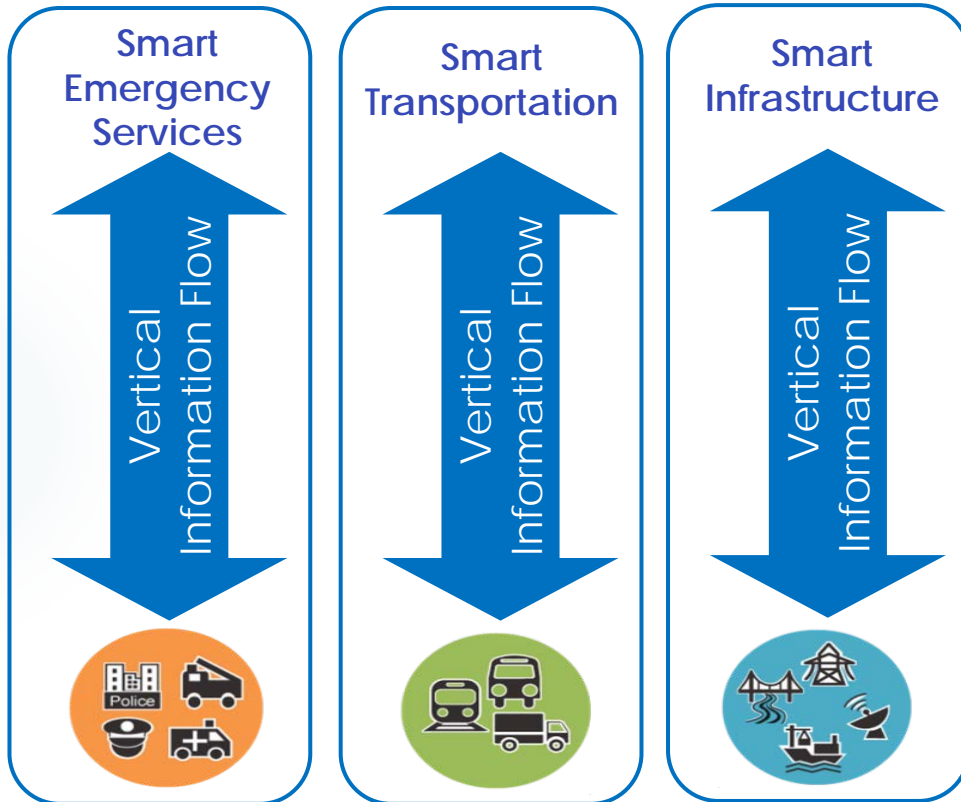 Smart
Emergency
Services
Vertical
Information Flow
Police
Smart
Transportation
Vertical
Information Flow
Smart
Infrastructure
Vertical
Information Flow